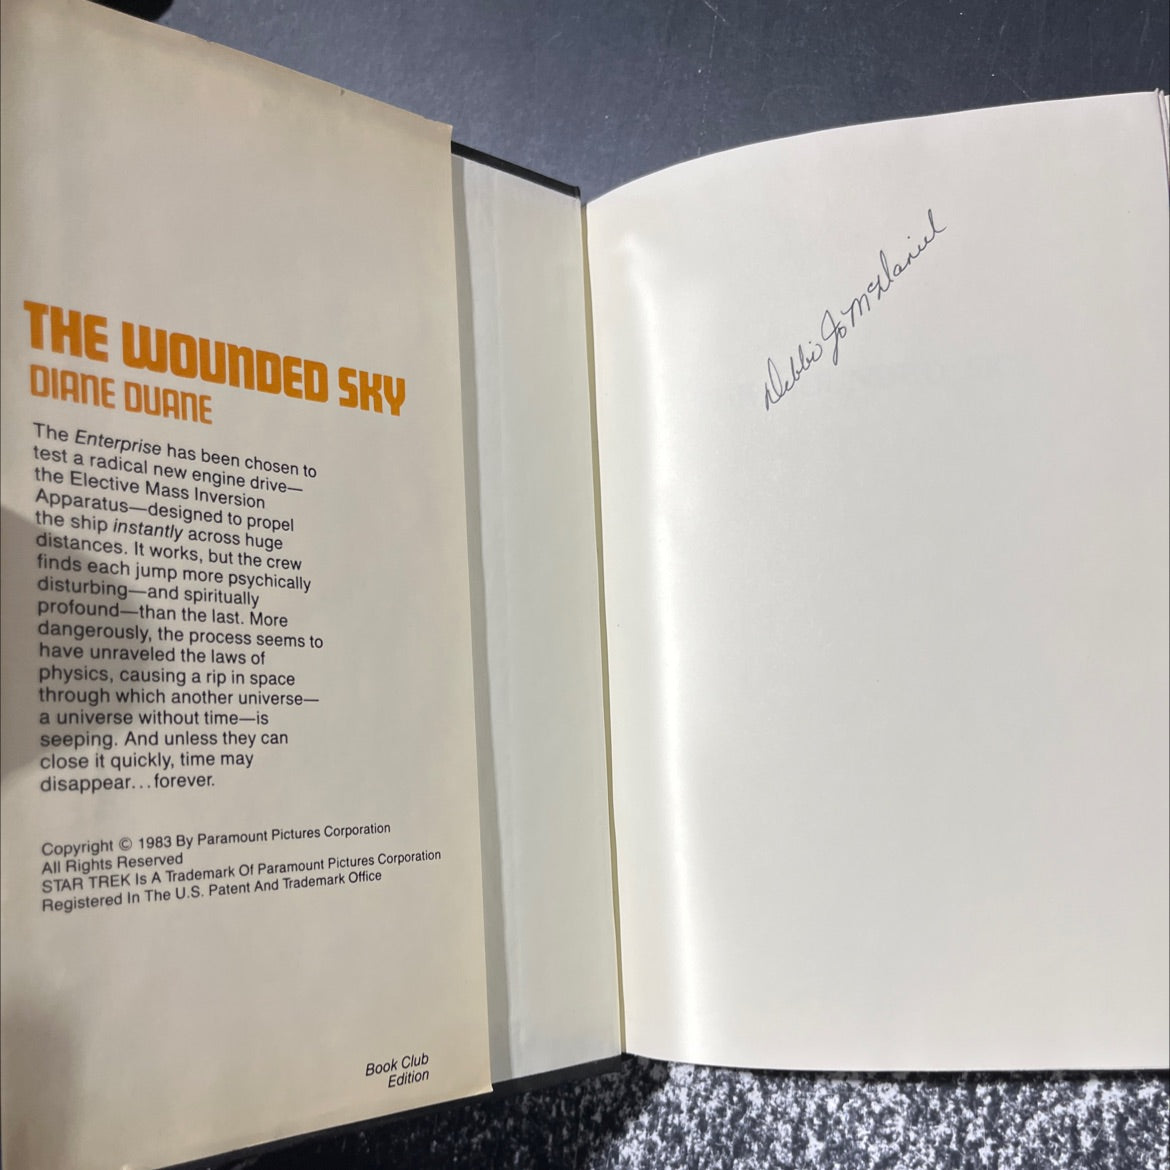 THE WOUNDED SKY
DIANE DUANE
The Enterprise has been chosen to
test a radical new engine drive—
the Elective Mass Inversion
Apparatus—designed to propel
the ship instantly across huge
distances. It works, but the crew
finds each jump more psychically
disturbing—and spiritually
profound—than the last. More
dangerously, the process seems to
have unraveled the laws of
physics, causing a rip in space
through which another universe—
a universe without time—is
seeping. And unless they can
close it quickly, time may
disappear...forever.
Copyright © 1983 By Paramount Pictures Corporation
All Rights Reserved
STAR TREK Is A Trademark Of Paramount Pictures Corporation
Registered In The U.S. Patent And Trademark Office
Book Club
Edition
Debbie Jo McDaniel